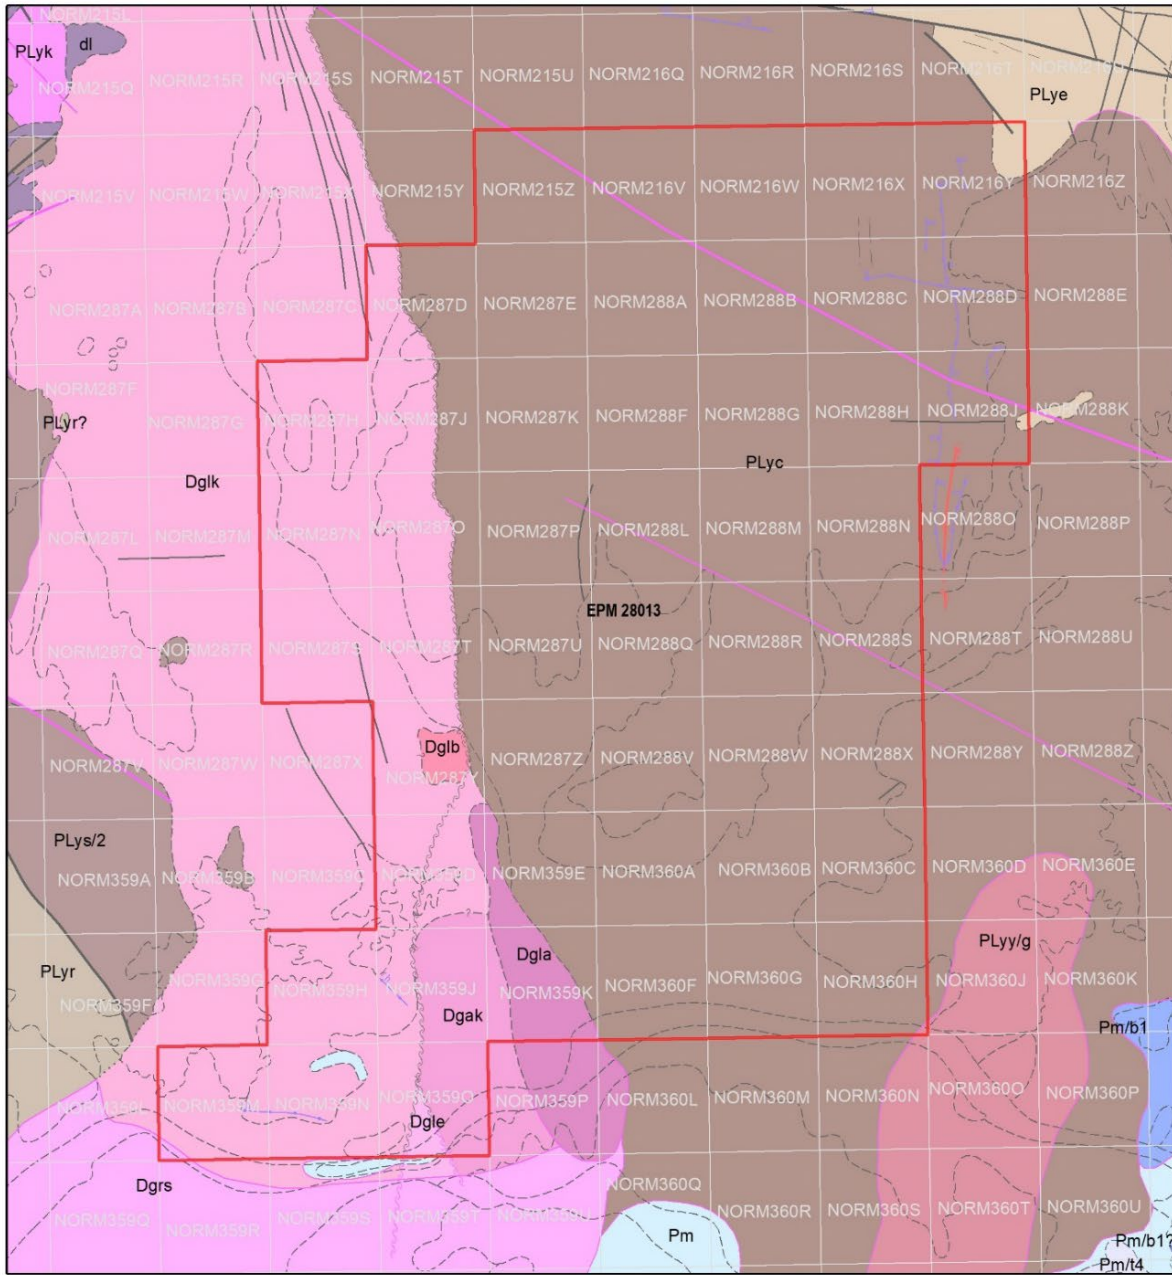 NORM215L
PLyk
dl
NORM215Q NORM215R NORM215S NORM215T NORM215U NORM216Q NORM216R NORM216S NORM216T
PLye
NORM215V NORM215W NORM215X NORM215Y NORM215Z NORM216V NORM216W NORM216X NORM216Y NORM216Z
NORM287A NORM287B NORM287C NORM287D NORM287E NORM288A NORM288B NORM288C NORM288D NORM288E
NORM287F
PLyr?
NORM287G NORM287H NORM287J NORM287K NORM288F NORM288G NORM288H NORM288J NORM288K
PLyc
Dglk
NORM287L NORM287M NORM287N NORM287O NORM287P NORM288L NORM288M NORM288N NORM288O NORM288P
EPM 28013
NORM287Q NORM287R NORM287S NORM287T NORM287U NORM288Q NORM288R NORM288S NORM288T NORM288U
Dglb
NORM287V NORM287W NORM287X NORM287Y NORM287Z NORM288V NORM288W NORM288X NORM288Y NORM288Z
PLys/2
NORM359A NORM359B NORM359C NORM359D NORM359E NORM360A NORM360B NORM360C NORM360D NORM360E
PLyy/g
Dgla
PLyr
NORM359F NORM359G NORM359H NORM359J NORM359K NORM360F NORM360G NORM360H NORM360J NORM360K
Dgak
Pm/b1
NORM359L NORM359M NORM359N NORM359O NORM359P NORM360L NORM360M NORM360N NORM360O NORM360P
Dgle
Dgrs
NORM359Q NORM359R NORM359S NORM359T NORM359U NORM360Q NORM360R NORM360S NORM360T NORM360U
Pm
Pm/b1?
Pm/t4